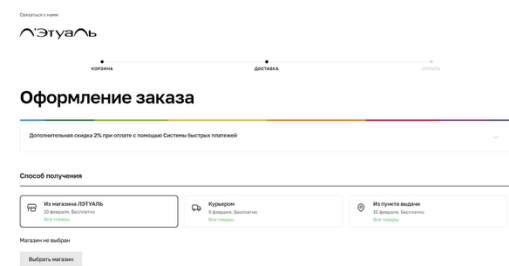 Связаться с нами
Л'Этуаль
КОРЗИНА
ДОСТАВКА
ОПЛАТА
Оформление заказа
Дополнительная скидка 2% при оплате с помощью Системы быстрых платежей
Способ получения
Из магазина ЛЭТУАЛЬ
10 февраля, Бесплатно
Все товары
Курьером
9 февраля, Бесплатно
Все товары
Из пункта выдачи
10 февраля, Бесплатно
Все товары
Магазин не выбран
Выбрать магазин